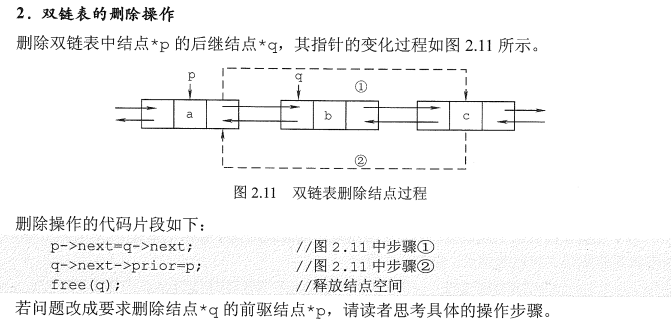 2．双链表的删除操作
删除双链表中结点*p 的后继结点*q，其指针的变化过程如图 2.11 所示。
p q ①
a b c
②
图 2.11 双链表删除结点过程
删除操作的代码片段如下：
p->next=q->next; //图 2.11 中步骤①
q->next->prior=p; //图 2.11 中步骤②
free(q); //释放结点空间
若问题改成要求删除结点*q 的前驱结点*p，请读者思考具体的操作步骤。